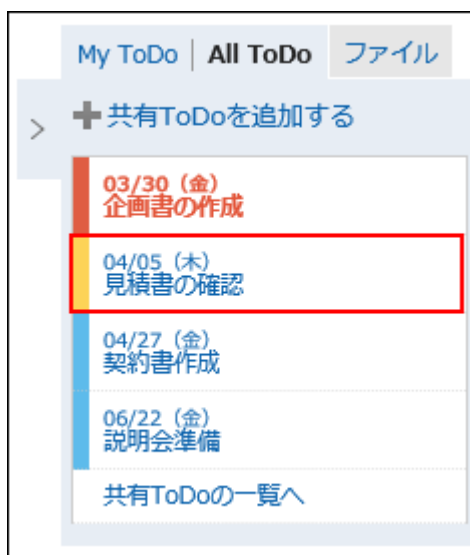 My ToDo | All ToDo ファイル
共有ToDoを追加する
03/30（金）
企画書の作成
04/05（木）
見積書の確認
04/27（金）
契約書作成
06/22（金）
説明会準備
共有ToDoの一覧へ